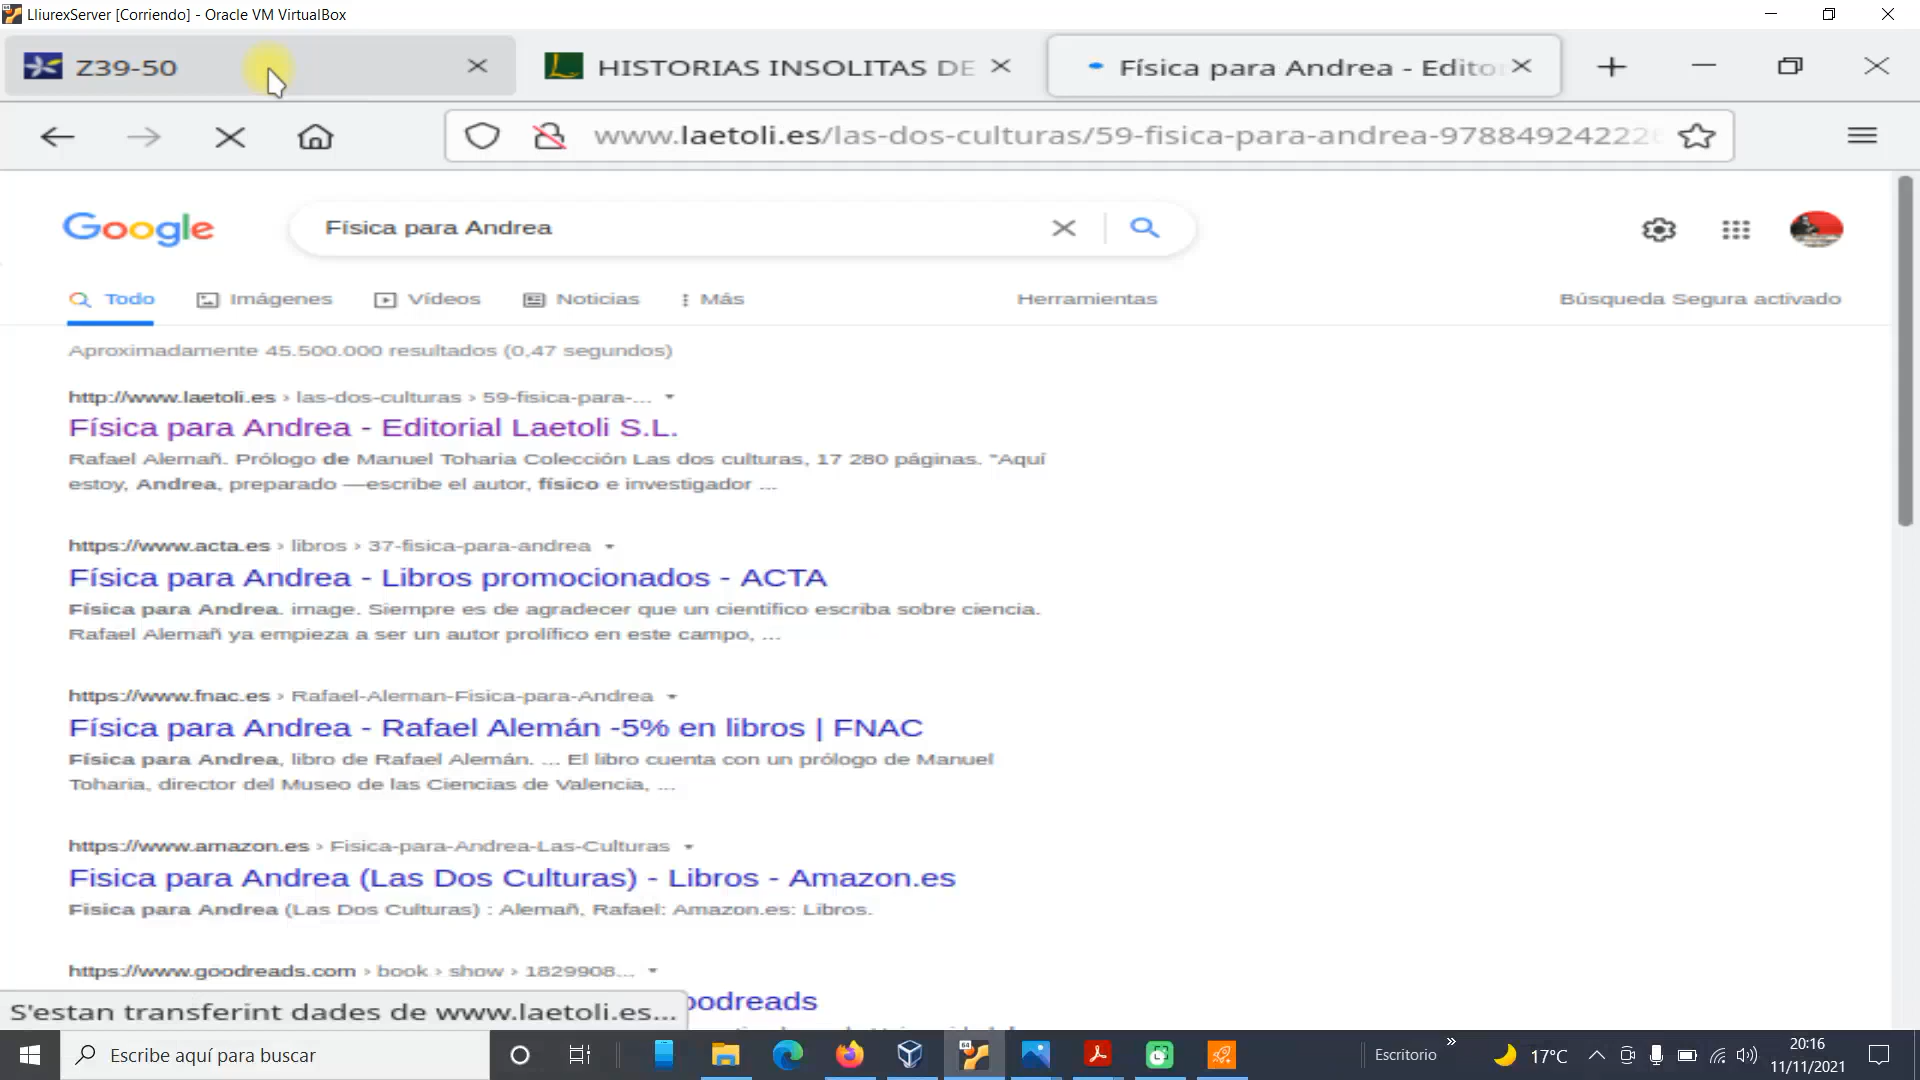 LliurexServer [Corriendo] - Oracle VM VirtualBox
Z39-50
HISTORIAS INSOLITAS DE
Física para Andrea - Edito
www.laetoli.es/las-dos-culturas/59-fisica-para-andrea-978849242226
Google
Física para Andrea
Todo
Imágenes
Vídeos
Noticias
Más
Herramientas
Búsqueda Segura activado
Aproximadamente 45.500.000 resultados (0,47 segundos)
http://www.laetoli.es › las-dos-culturas › 59-fisica-para-...
Física para Andrea - Editorial Laetoli S.L.
Rafael Alemañ. Prólogo de Manuel Toharia Colección Las dos culturas, 17 280 páginas. "Aquí
estoy, Andrea, preparado —escribe el autor, físico e investigador ...
https://www.acta.es › libros › 37-fisica-para-andrea
Física para Andrea - Libros promocionados - ACTA
Física para Andrea. image. Siempre es de agradecer que un científico escriba sobre ciencia.
Rafael Alemañ ya empieza a ser un autor prolífico en este campo, ...
https://www.fnac.es › Rafael-Aleman-Fisica-para-Andrea
Física para Andrea - Rafael Alemán -5% en libros | FNAC
Física para Andrea, libro de Rafael Alemán. ... El libro cuenta con un prólogo de Manuel
Toharia, director del Museo de las Ciencias de Valencia, ...
https://www.amazon.es › Fisica-para-Andrea-Las-Culturas
Fisica para Andrea (Las Dos Culturas) - Libros - Amazon.es
Fisica para Andrea (Las Dos Culturas) : Alemañ, Rafael: Amazon.es: Libros.
https://www.goodreads.com › book › show › 1829908...
oodreads
S'estan transferint dades de www.laetoli.es...
Escribe aquí para buscar
64
Escritorio
17°C
20:16
11/11/2021